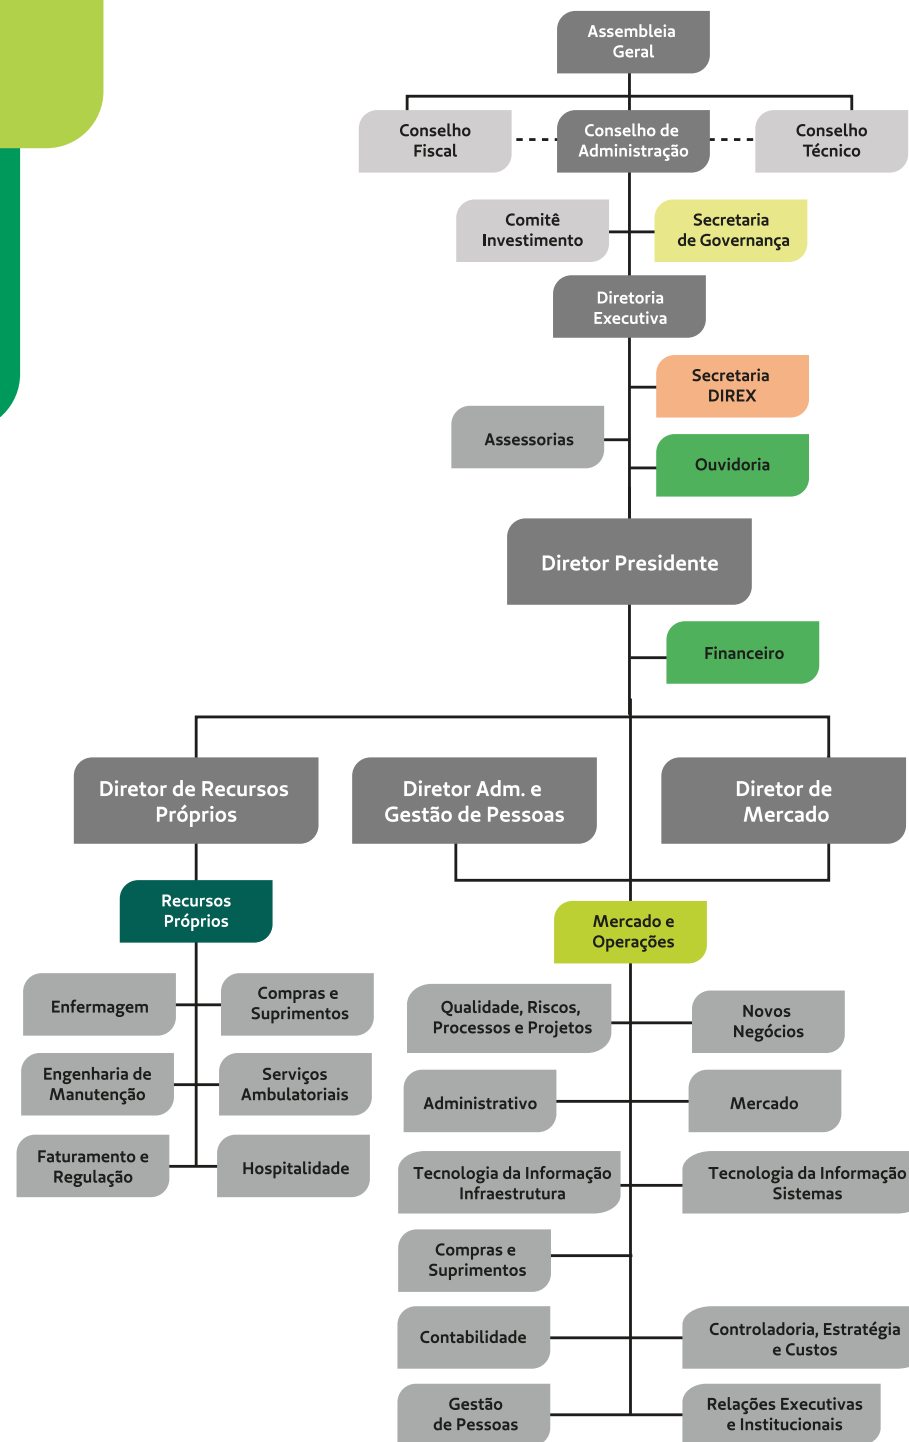 Assembleia
Geral
Conselho
Fiscal
Conselho de
Administração
Conselho
Técnico
Comitê
Investimento
Secretaria
de Governança
Diretoria
Executiva
Secretaria
DIREX
Assessorias
Ouvidoria
Diretor Presidente
Financeiro
Diretor de Recursos
Próprios
Diretor Adm. e
Gestão de Pessoas
Diretor de
Mercado
Recursos
Próprios
Mercado e
Operações
Enfermagem
Compras e
Suprimentos
Engenharia de
Manutenção
Serviços
Ambulatoriais
Faturamento e
Regulação
Hospitalidade
Qualidade, Riscos,
Processos e Projetos
Novos
Negócios
Administrativo
Mercado
Tecnologia da Informação
Infraestrutura
Tecnologia da Informação
Sistemas
Compras e
Suprimentos
Contabilidade
Controladoria, Estratégia
e Custos
Gestão
de Pessoas
Relações Executivas
e Institucionais